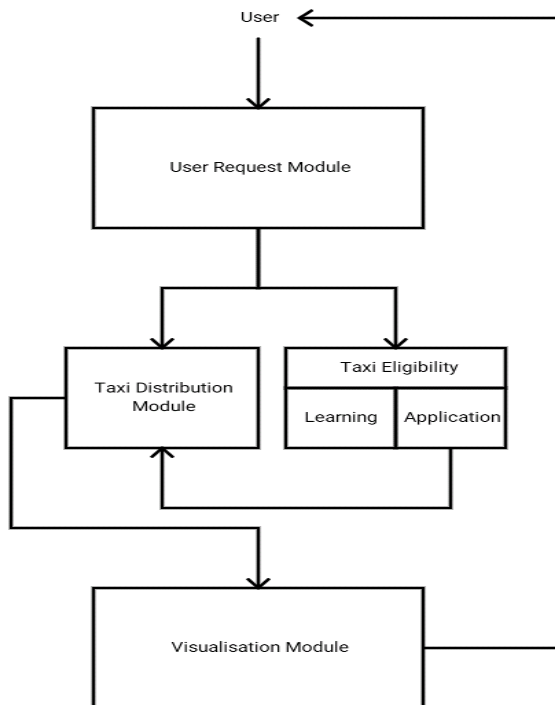 User
User Request Module
Taxi Distribution
Module
Taxi Eligibility
Learning
Application
Visualisation Module